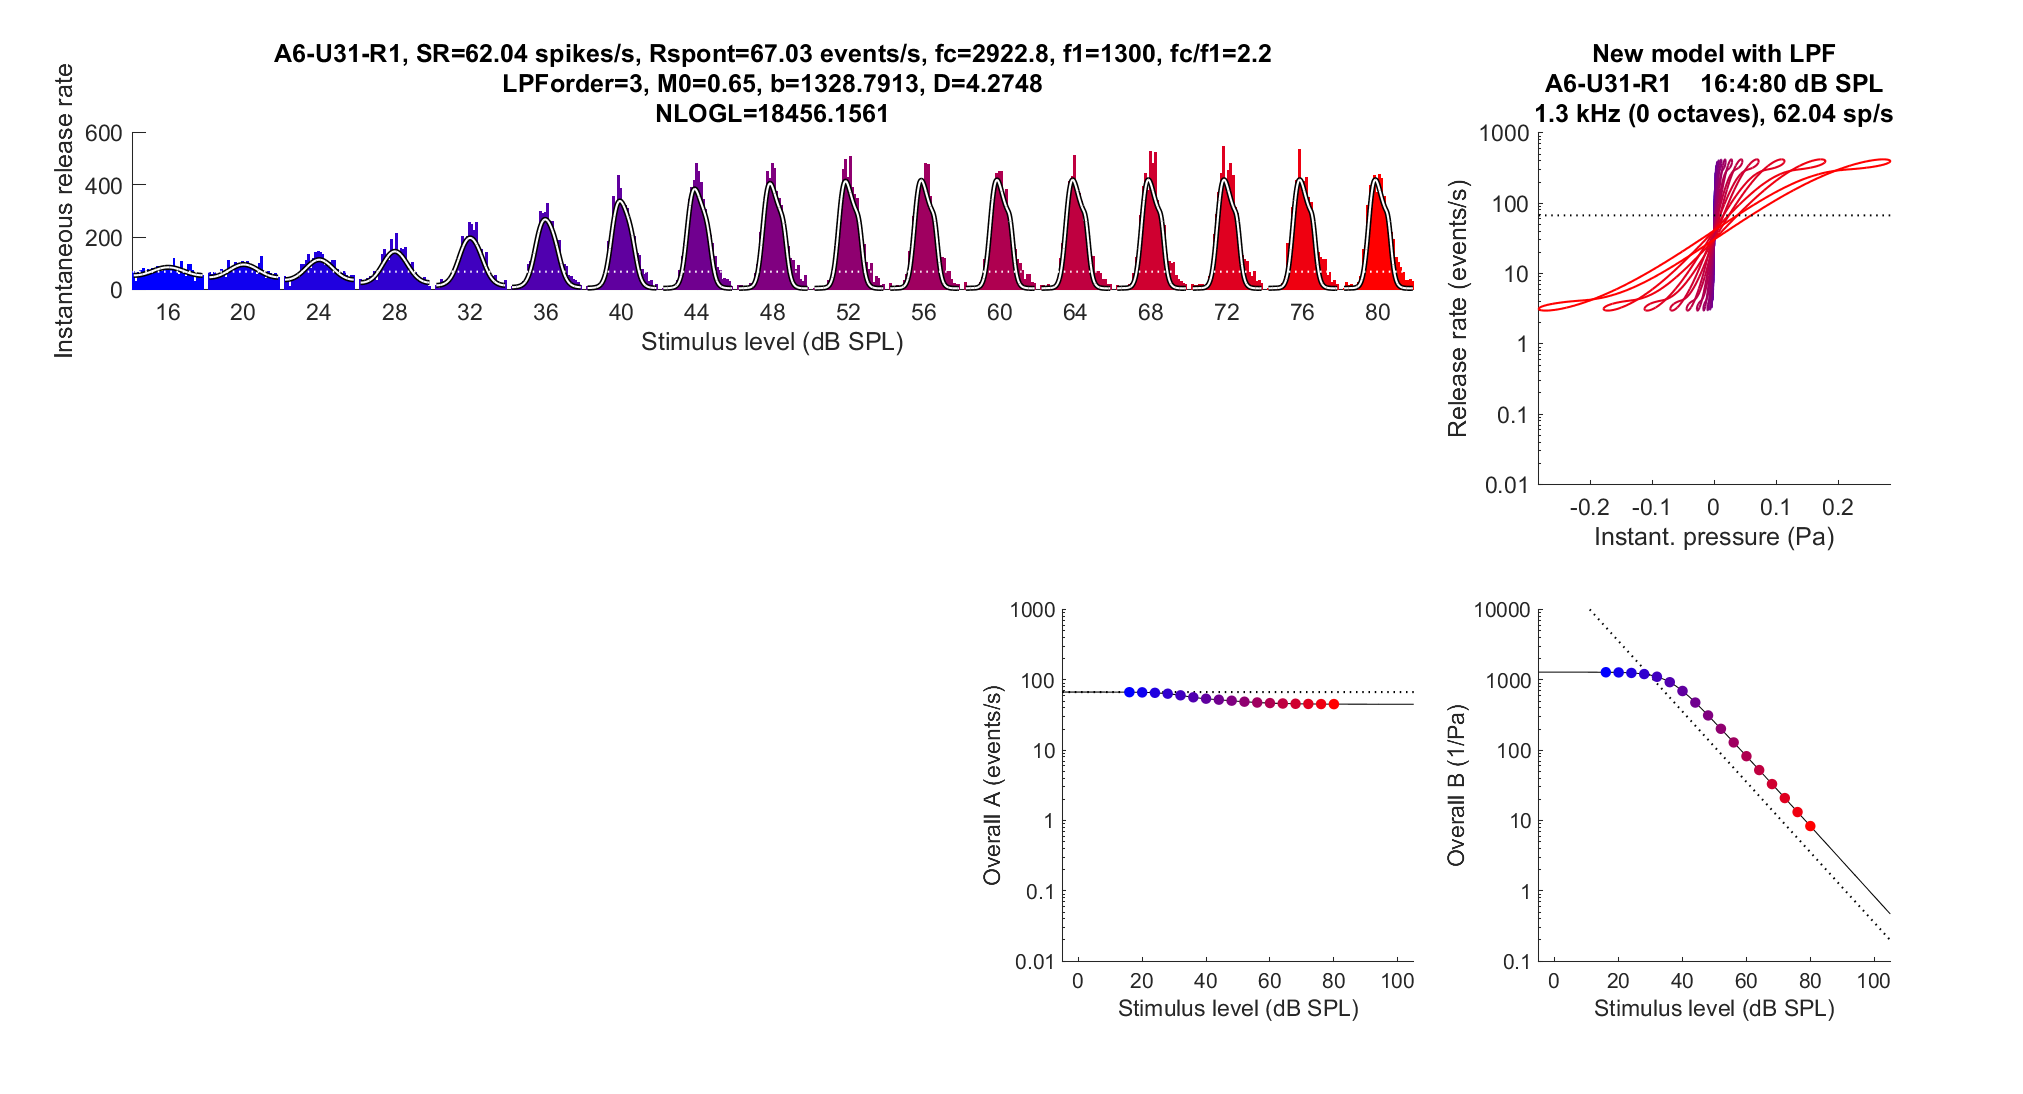 A6-U31-R1, SR=62.04 spikes/s, Rspont=67.03 events/s, fc=2922.8, f1=1300, fc/f1=2.2
LPForder=3, M0=0.65, b=1328.7913, D=4.2748
NLOGL=18456.1561
Instantaneous release rate
600
400
200
0
16 20 24 28 32 36 40 44 48 52 56 60 64 68 72 76 80
Stimulus level (dB SPL)
New model with LPF
A6-U31-R1 16:4:80 dB SPL
1.3 kHz (0 octaves), 62.04 sp/s
Release rate (events/s)
1000
100
10
1
0.1
0.01
-0.2 -0.1 0 0.1 0.2
Instant. pressure (Pa)
Overall A (events/s)
1000
100
10
1
0.1
0.01
0 20 40 60 80 100
Stimulus level (dB SPL)
Overall B (1/Pa)
10000
1000
100
10
1
0.1
0 20 40 60 80 100
Stimulus level (dB SPL)